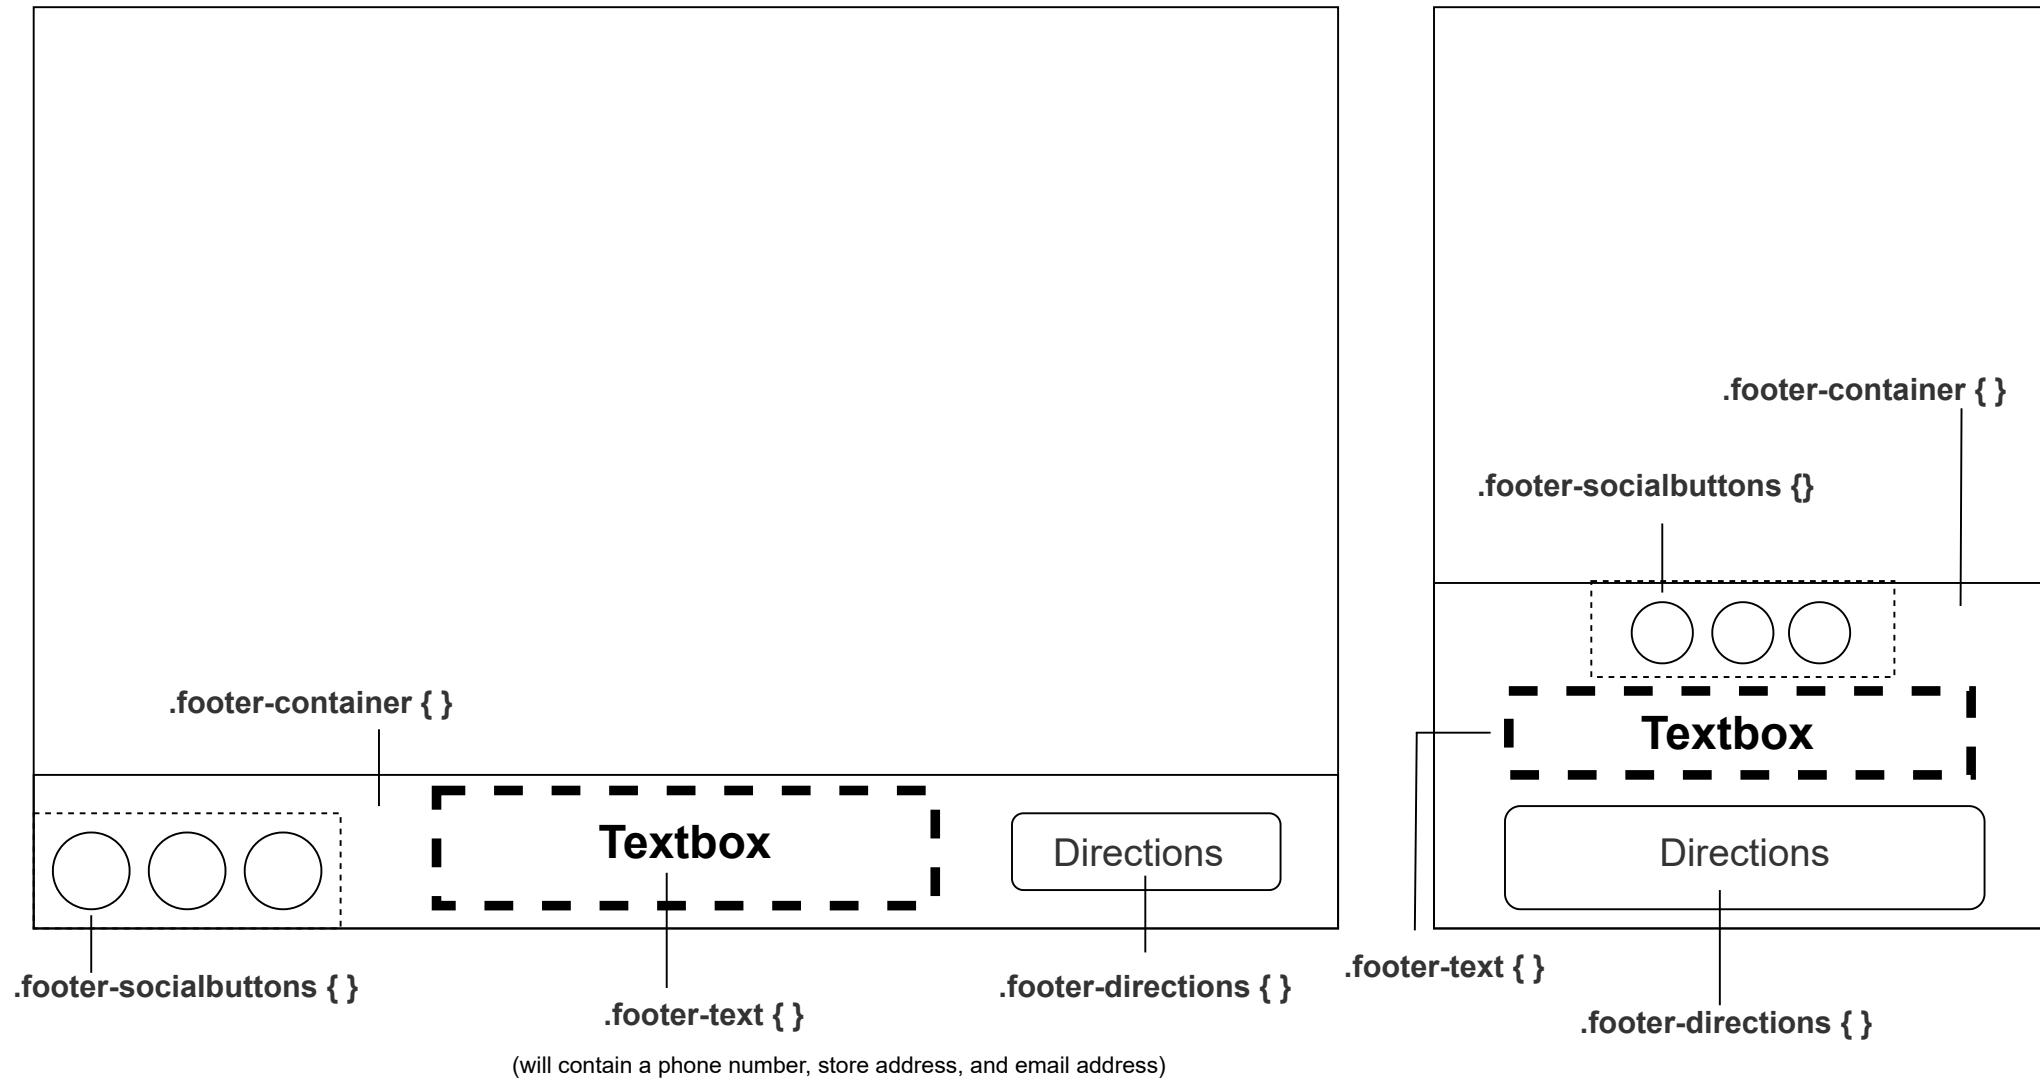 .footer-container { }
Textbox
Directions
.footer-socialbuttons { }
.footer-text { }
.footer-directions { }
(will contain a phone number, store address, and email address)
.footer-container { }
.footer-socialbuttons {}
Textbox
Directions
.footer-text { }
.footer-directions { }